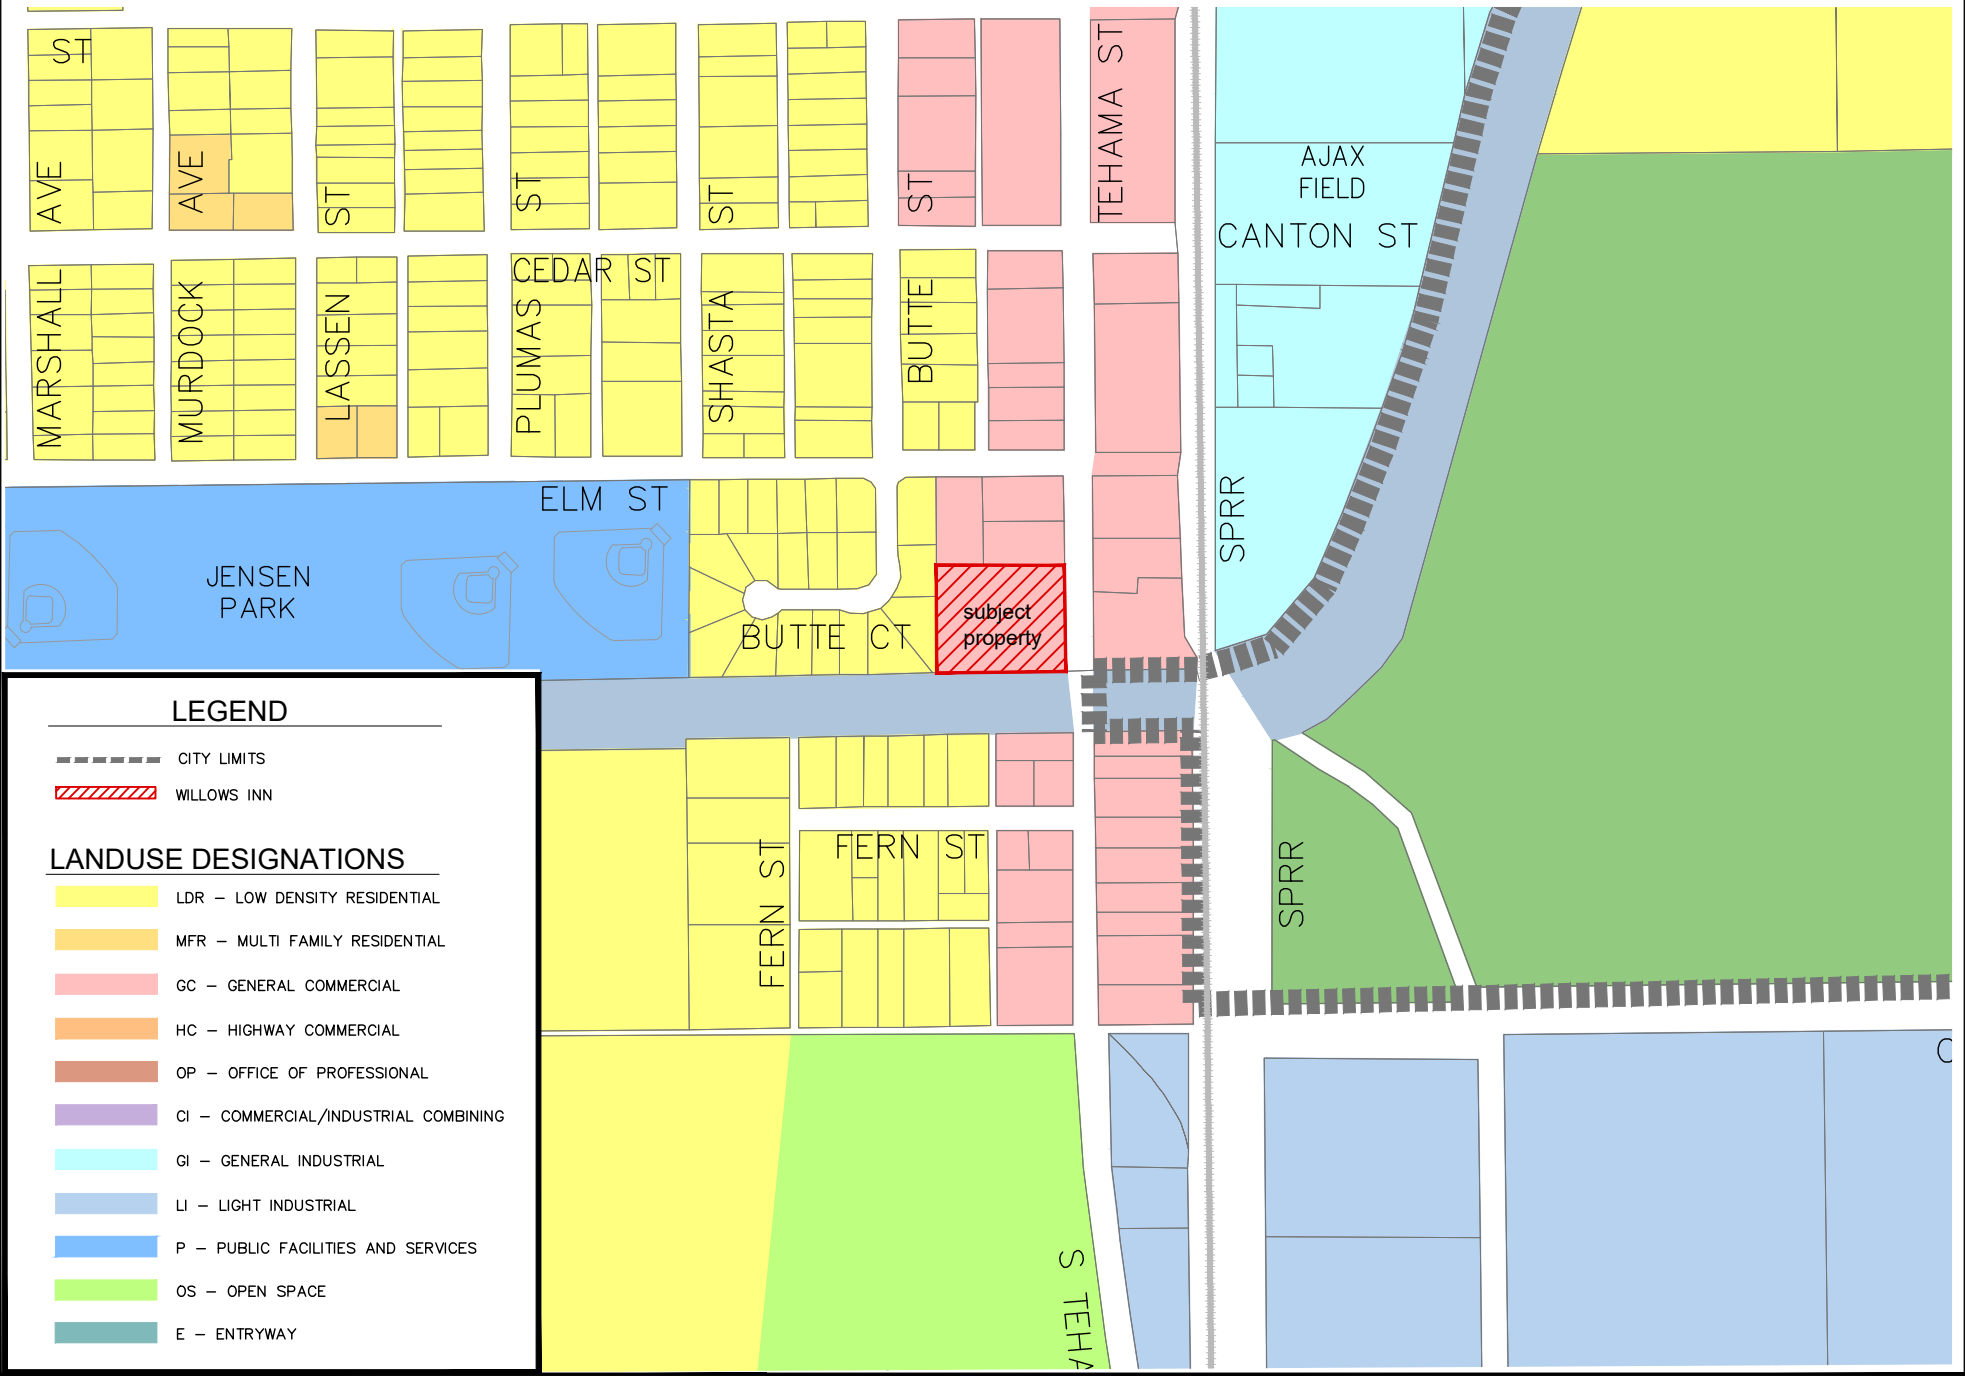 ST
AVE
AVE
ST
ST
ST
ST
TEHAMA ST
AJAX
FIELD
CANTON ST
MARSHALL
MURDOCK
LASSEN
PLUMAS
CEDAR ST
SHASTA
BUTTE
ELM ST
SPRR
JENSEN
PARK
BUTTE CT
subject
property
FERN ST
FERN ST
SPRR
S TEHA
LEGEND
CITY LIMITS
WILLOWS INN
LANDUSE DESIGNATIONS
LDR – LOW DENSITY RESIDENTIAL
MFR – MULTI FAMILY RESIDENTIAL
GC – GENERAL COMMERCIAL
HC – HIGHWAY COMMERCIAL
OP – OFFICE OF PROFESSIONAL
CI – COMMERCIAL/INDUSTRIAL COMBINING
GI – GENERAL INDUSTRIAL
LI – LIGHT INDUSTRIAL
P – PUBLIC FACILITIES AND SERVICES
OS – OPEN SPACE
E – ENTRYWAY